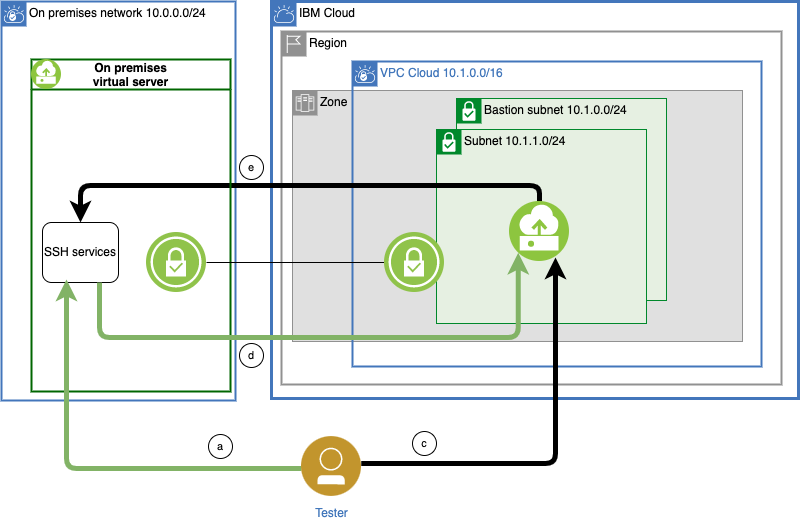 On premises network 10.0.0.0/24
IBM Cloud
Region
On premises
virtual server
VPC Cloud 10.1.0.0/16
Zone
Bastion subnet 10.1.0.0/24
Subnet 10.1.1.0/24
e
SSH services
d
a
c
Tester